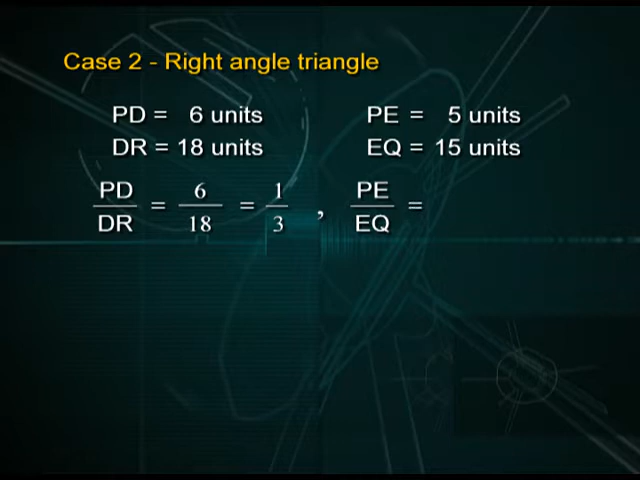 Case 2 - Right angle triangle
PD = 6 units PE = 5 units
DR = 18 units EQ = 15 units
PD/DR = 6/18 = 1/3 , PE/EQ =